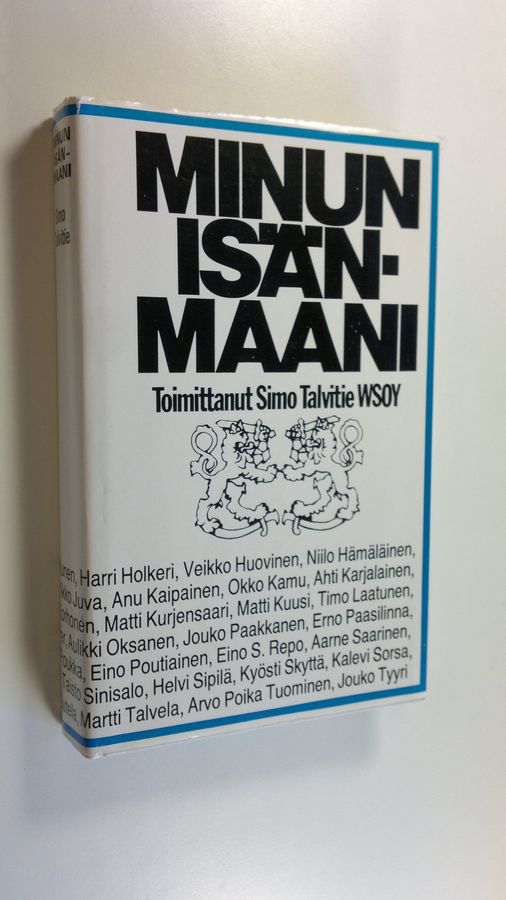 MINUN
ISÄN-
MAANI
Simo
Talvitie
MINUN
ISÄN-
MAANI
Toimittanut Simo Talvitie WSOY
Harri Holkeri, Veikko Huovinen, Niilo Hämäläinen,
Juva, Anu Kaipainen, Okko Kamu, Ahti Karjalainen,
Matti Kurjensaari, Matti Kuusi, Timo Laatunen,
Aulikki Oksanen, Jouko Paakkanen, Erno Paasilinna,
Eino Poutiainen, Eino S. Repo, Aarne Saarinen,
Taisto Sinisalo, Helvi Sipilä, Kyösti Skyttä, Kalevi Sorsa,
Martti Talvela, Arvo Poika Tuominen, Jouko Tyyri